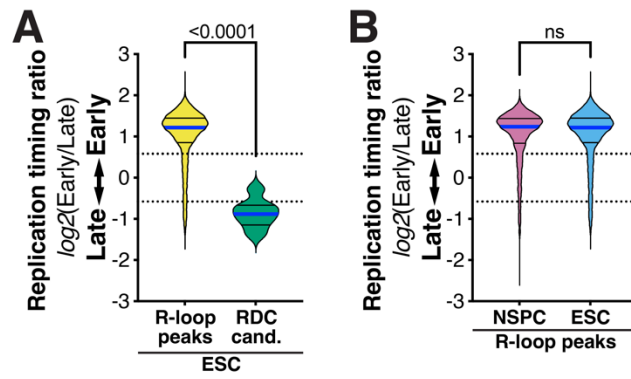 A
Replication timing ratio
log2(Early/Late)
Late ↔ Early
<0.0001
3
2
1
0
-1
-2
-3
R-loop
peaks
RDC
cand.
ESC
B
Replication timing ratio
log2(Early/Late)
Late ↔ Early
ns
3
2
1
0
-1
-2
-3
NSPC
ESC
R-loop peaks